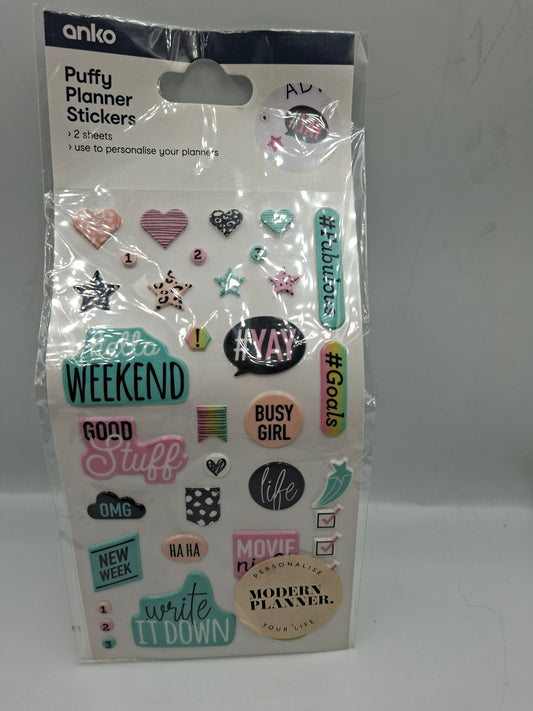 anko
Puffy
Planner
Stickers
› 2 sheets
› use to personalise your planners
#Fabulous
1
2
3
hello
WEEKEND
!
#YAY
#Goals
GOOD
Stuff
BUSY
GIRL
life
OMG
HA HA
NEW
WEEK
MOVIE
PERSONALISE
MODERN
PLANNER.
YOUR LIFE
1
2
3
write
IT DOWN